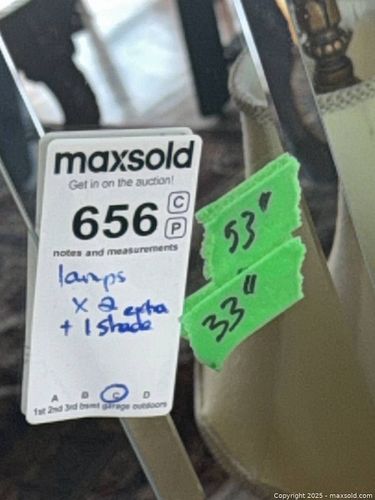 maxsold
Get in on the auction!
656
C
P
notes and measurements
lamps
x 2 extra
+ 1 shade
A B C D
1st 2nd 3rd bsmt garage outdoors
53"
33"
Copyright 2025 - maxsold.com